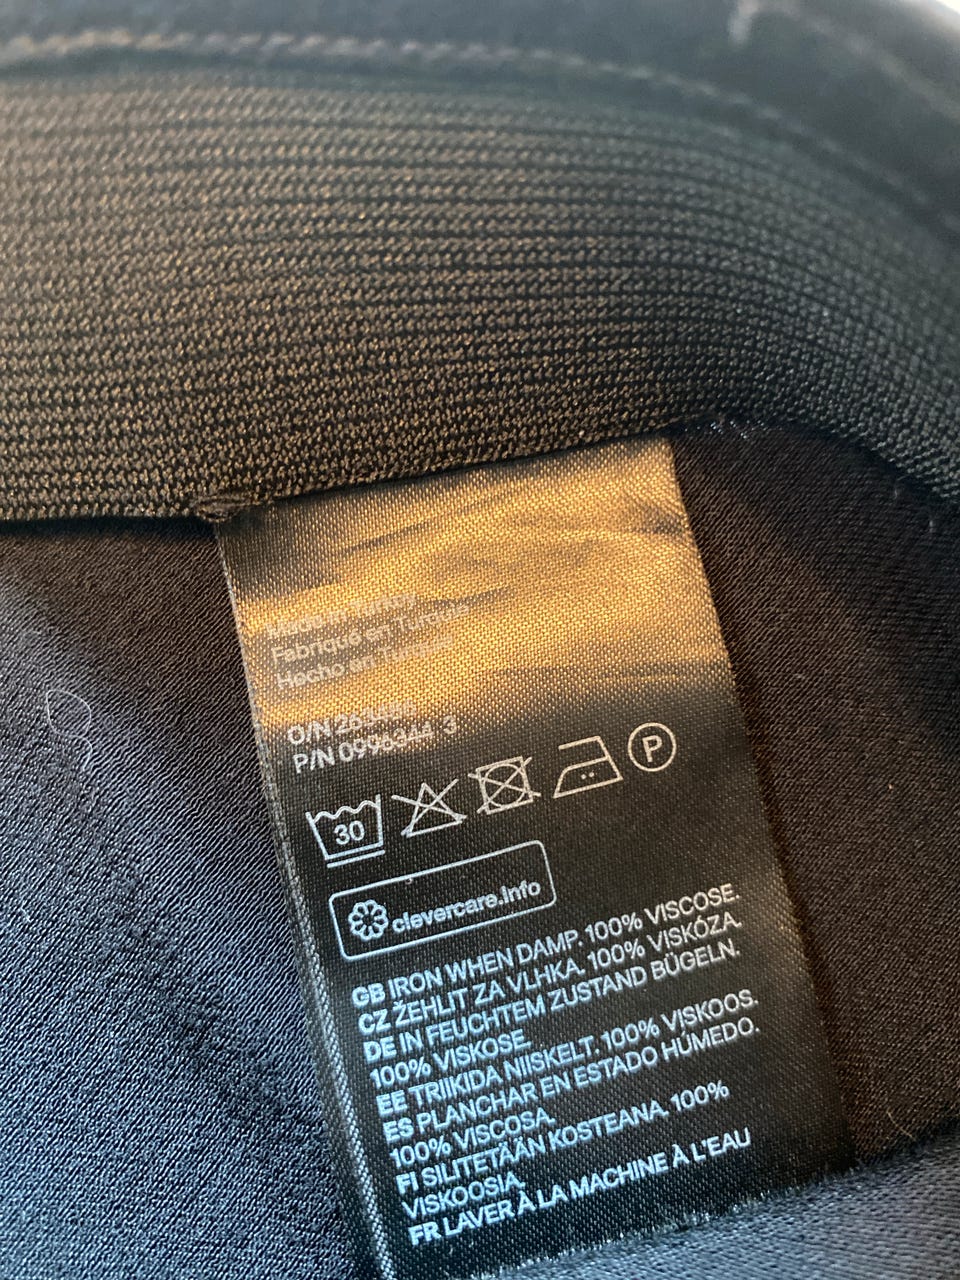 Made in Turkey
Fabriqué en Turquie
Hecho en Turquía
O/N
P/N 0996344 3
30
P
clevercare.info
GB IRON WHEN DAMP. 100% VISCOSE.
CZ ŽEHLIT ZA VLHKA. 100% VISKÓZA.
DE IN FEUCHTEM ZUSTAND BÜGELN.
100% VISKOSE.
EE TRIIKIDA NIISKELT. 100% VISKOOS.
ES PLANCHAR EN ESTADO HÚMEDO.
100% VISCOSA.
FI SILITETÄÄN KOSTEANA. 100%
VISKOOSIA.
FR LAVER À LA MACHINE À L'EAU